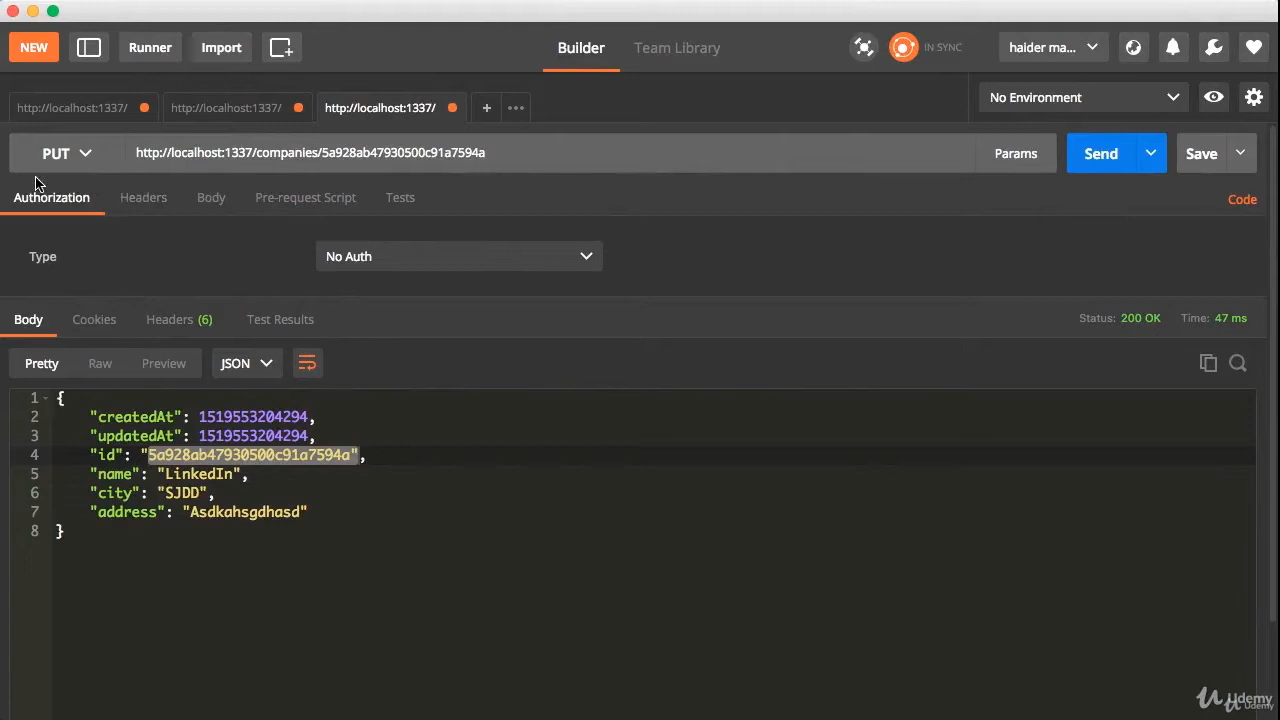 NEW Runner Import Builder Team Library IN SYNC haider ma...
http://localhost:1337/ http://localhost:1337/ http://localhost:1337/ + ••• No Environment
PUT http://localhost:1337/companies/5a928ab47930500c91a7594a Params Send Save
Authorization Headers Body Pre-request Script Tests Code
Type No Auth
Body Cookies Headers (6) Test Results Status: 200 OK Time: 47 ms
Pretty Raw Preview JSON
1 {
2 "createdAt": 1519553204294,
3 "updatedAt": 1519553204294,
4 "id": "5a928ab47930500c91a7594a",
5 "name": "LinkedIn",
6 "city": "SJDD",
7 "address": "Asdkahsgdhasd"
8 }
Udemy
Udemy